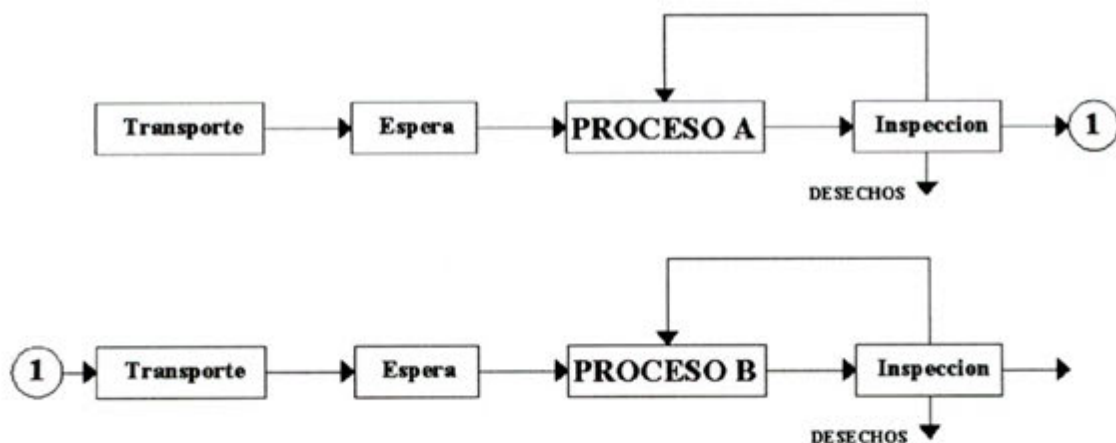 Transporte
Espera
PROCESO A
Inspeccion
1
DESECHOS
1
Transporte
Espera
PROCESO B
Inspeccion
DESECHOS